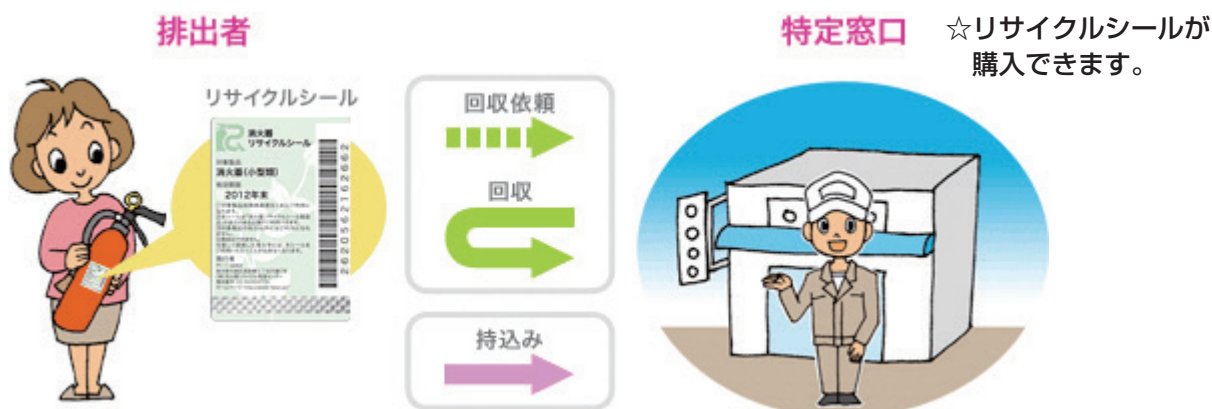 排出者
特定窓口
☆リサイクルシールが
購入できます。
リサイクルシール
消火器
リサイクルシール
消火器(小型類)
2012年末
2620562162662
回収依頼
回収
持込み